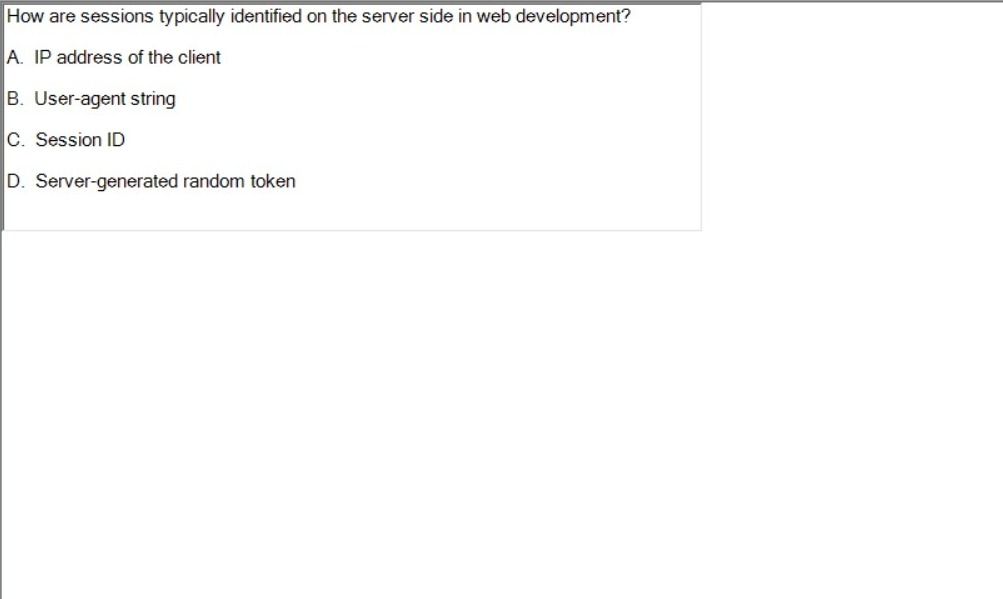 How are sessions typically identified on the server side in web development?
A. IP address of the client
B. User-agent string
C. Session ID
D. Server-generated random token